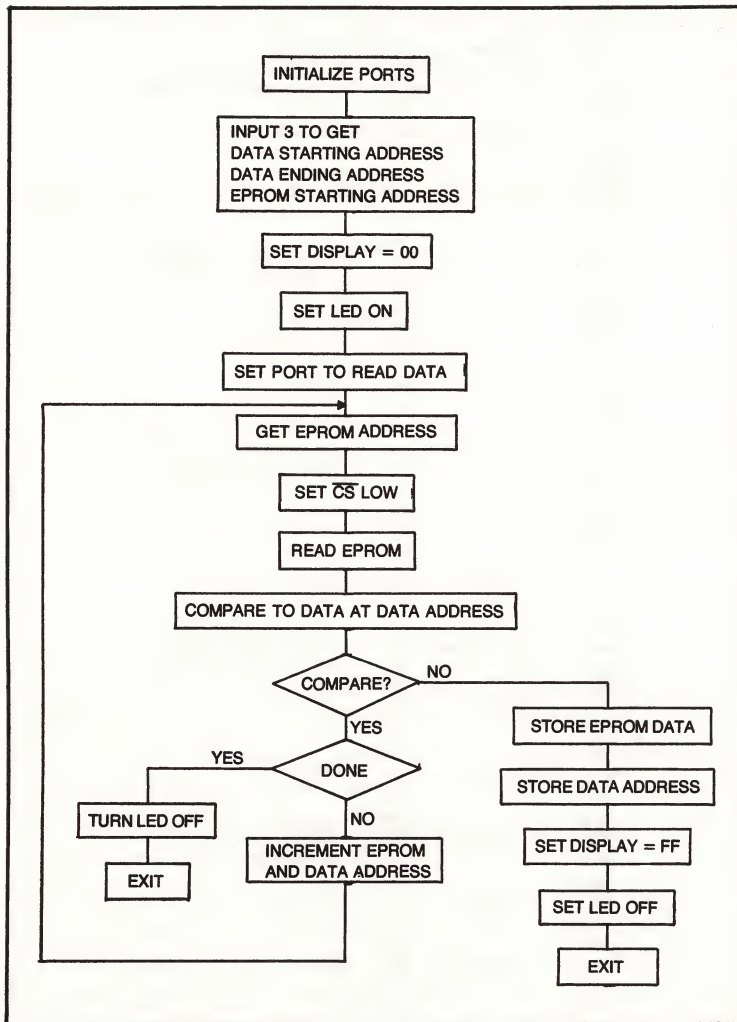 INITIALIZE PORTS
INPUT 3 TO GET
DATA STARTING ADDRESS
DATA ENDING ADDRESS
EPROM STARTING ADDRESS
SET DISPLAY = 00
SET LED ON
SET PORT TO READ DATA
GET EPROM ADDRESS
SET C̅S̅ LOW
READ EPROM
COMPARE TO DATA AT DATA ADDRESS
COMPARE?
NO
YES
STORE EPROM DATA
YES
DONE
STORE DATA ADDRESS
TURN LED OFF
NO
INCREMENT EPROM
AND DATA ADDRESS
SET DISPLAY = FF
EXIT
SET LED OFF
EXIT